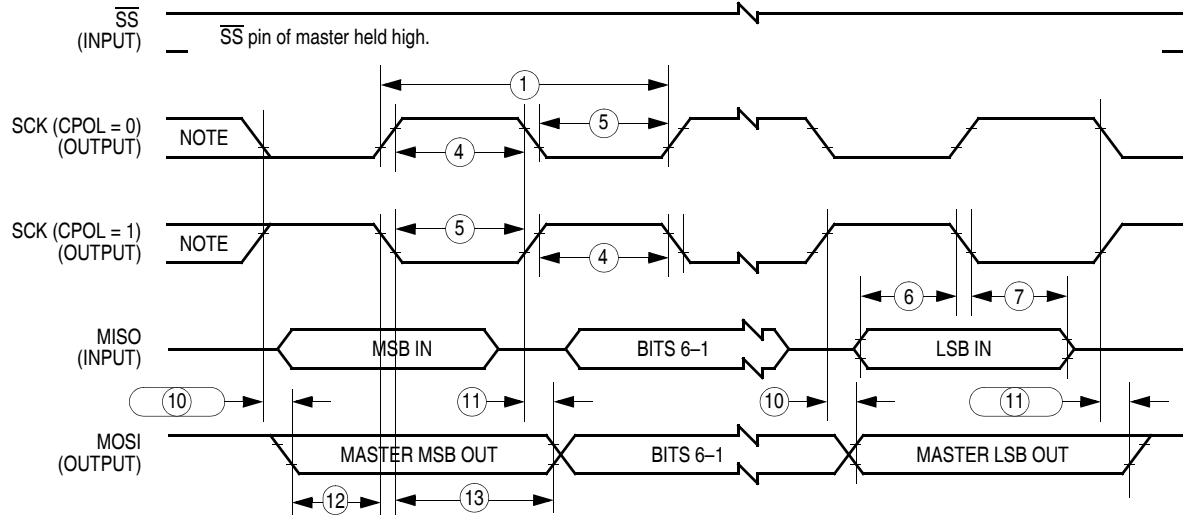 SS
(INPUT)
SS pin of master held high.
1
SCK (CPOL = 0)
(OUTPUT)
NOTE
5
4
SCK (CPOL = 1)
(OUTPUT)
NOTE
5
4
6
7
MISO
(INPUT)
MSB IN
BITS 6–1
LSB IN
10
11
10
11
MOSI
(OUTPUT)
MASTER MSB OUT
BITS 6–1
MASTER LSB OUT
12
13